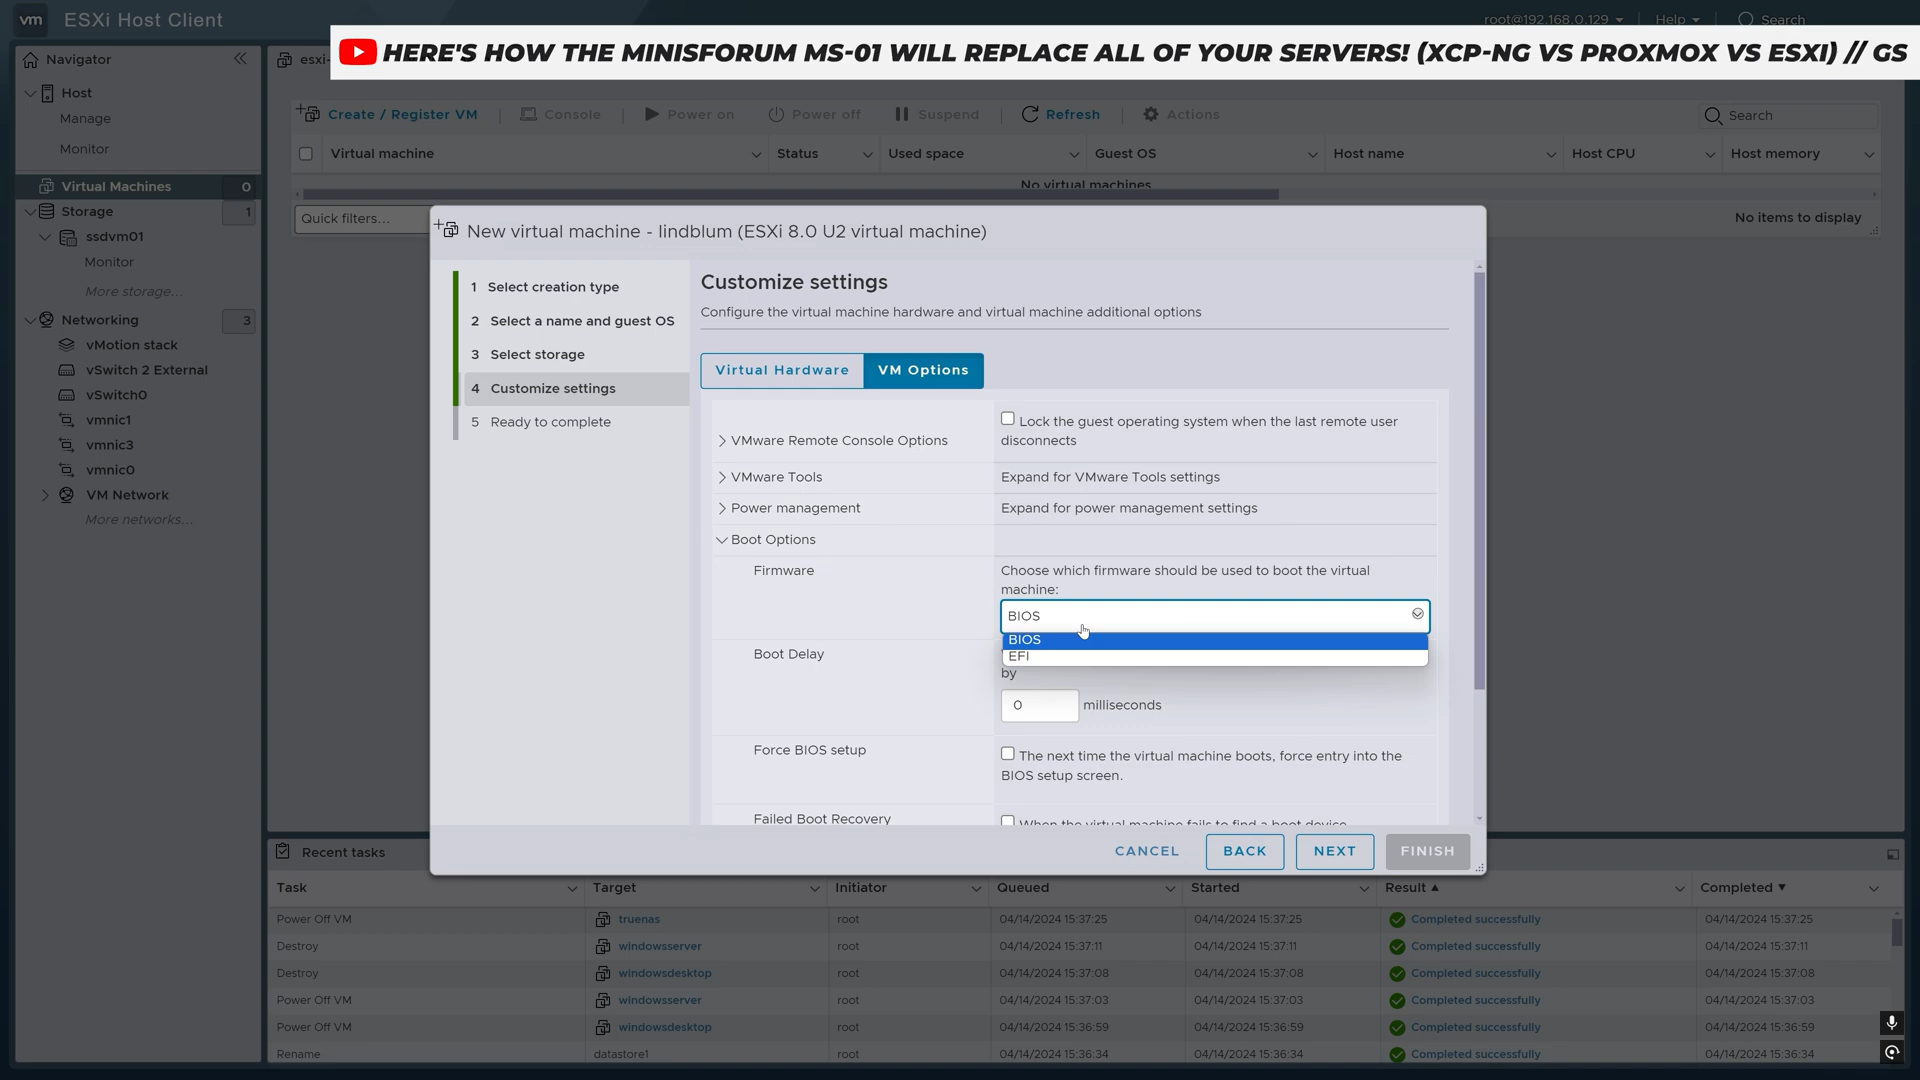 vm ESXi Host Client
root@192.168.0.129 Help Search
HERE'S HOW THE MINISFORUM MS-01 WILL REPLACE ALL OF YOUR SERVERS! (XCP-NG VS PROXMOX VS ESXI) // GS
Navigator
esxi-
Host
Manage
Monitor
Virtual Machines 0
Storage 1
ssdvm01
Monitor
More storage...
Networking 3
vMotion stack
vSwitch 2 External
vSwitch0
vmnic1
vmnic3
vmnic0
VM Network
More networks...
Create / Register VM Console Power on Power off Suspend Refresh Actions Search
Virtual machine Status Used space Guest OS Host name Host CPU Host memory
No virtual machines
Quick filters...
No items to display
New virtual machine - lindblum (ESXi 8.0 U2 virtual machine)
1 Select creation type
2 Select a name and guest OS
3 Select storage
4 Customize settings
5 Ready to complete
Customize settings
Configure the virtual machine hardware and virtual machine additional options
Virtual Hardware VM Options
VMware Remote Console Options
Lock the guest operating system when the last remote user
disconnects
VMware Tools Expand for VMware Tools settings
Power management Expand for power management settings
Boot Options
Firmware
Choose which firmware should be used to boot the virtual
machine:
BIOS
BIOS
EFI
Boot Delay
by
0 milliseconds
Force BIOS setup
The next time the virtual machine boots, force entry into the
BIOS setup screen.
Failed Boot Recovery
When the virtual machine fails to find a boot device
CANCEL BACK NEXT FINISH
Recent tasks
Task Target Initiator Queued Started Result Completed
Power Off VM truenas root 04/14/2024 15:37:25 04/14/2024 15:37:25 Completed successfully 04/14/2024 15:37:25
Destroy windowsserver root 04/14/2024 15:37:11 04/14/2024 15:37:11 Completed successfully 04/14/2024 15:37:11
Destroy windowsdesktop root 04/14/2024 15:37:08 04/14/2024 15:37:08 Completed successfully 04/14/2024 15:37:08
Power Off VM windowsserver root 04/14/2024 15:37:03 04/14/2024 15:37:03 Completed successfully 04/14/2024 15:37:03
Power Off VM windowsdesktop root 04/14/2024 15:36:59 04/14/2024 15:36:59 Completed successfully 04/14/2024 15:36:59
Rename datastore1 root 04/14/2024 15:36:34 04/14/2024 15:36:34 Completed successfully 04/14/2024 15:36:34